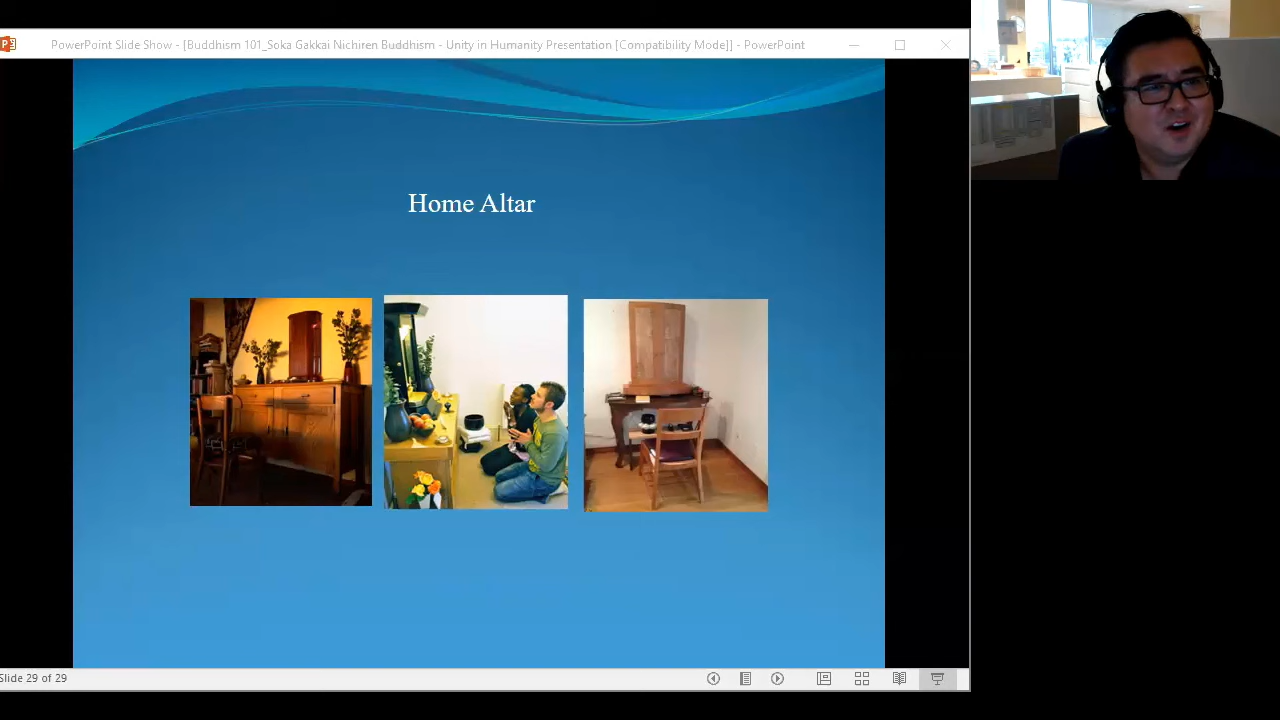 PowerPoint Slide Show - [Buddhism 101_Soka Gakkai Nichiren Buddhism - Unity in Humanity Presentation [Compatibility Mode]] - PowerPoint
Home Altar
Slide 29 of 29